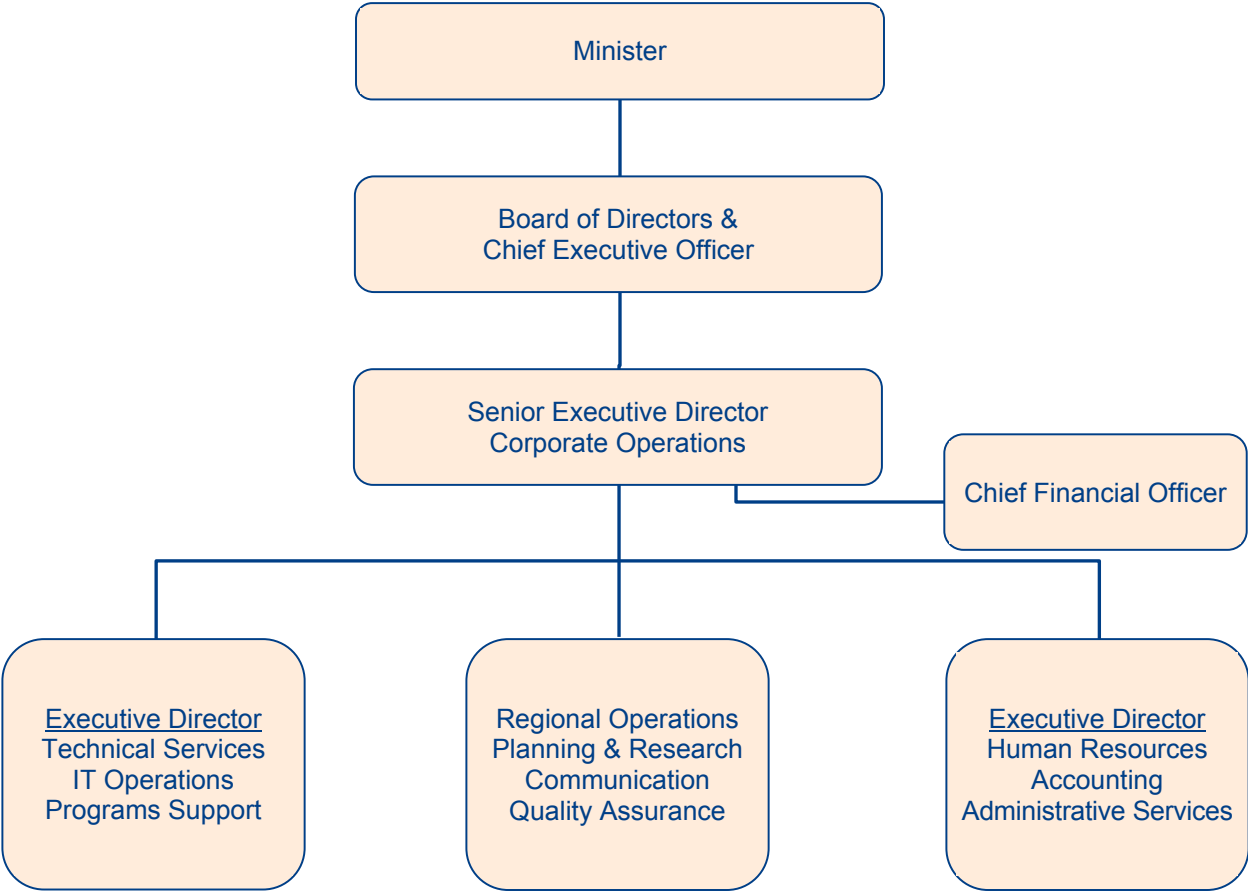 Minister
Board of Directors &
Chief Executive Officer
Senior Executive Director
Corporate Operations
Chief Financial Officer
Executive Director
Technical Services
IT Operations
Programs Support
Regional Operations
Planning & Research
Communication
Quality Assurance
Executive Director
Human Resources
Accounting
Administrative Services